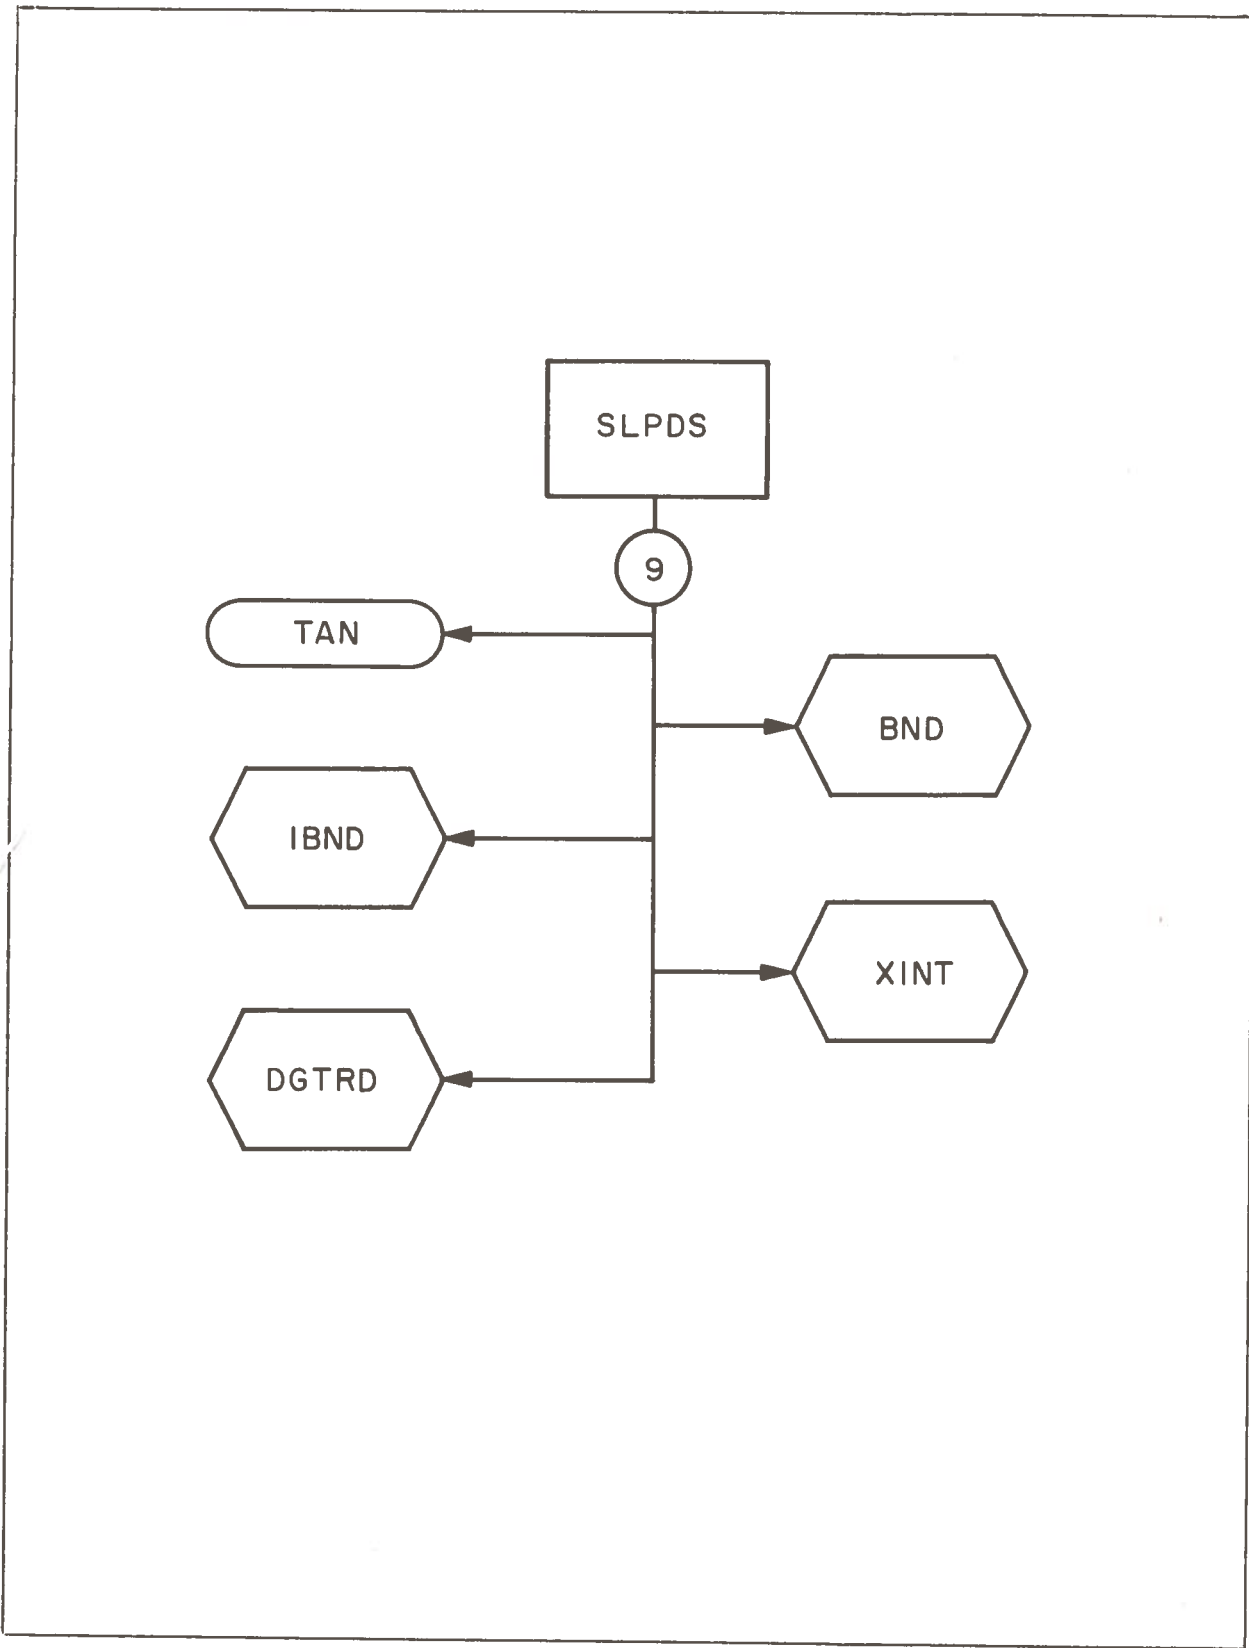 SLPDS
9
TAN
BND
IBND
XINT
DGTRD